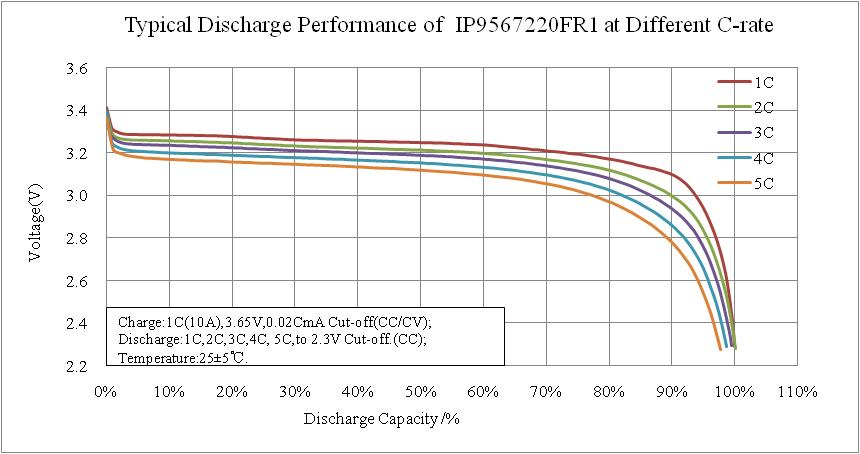 Typical Discharge Performance of IP9567220FR1 at Different C-rate
3.6
3.4
3.2
3.0
2.8
2.6
2.4
2.2
Voltage(V)
1C
2C
3C
4C
5C
Charge:1C(10A),3.65V,0.02CmA Cut-off(CC/CV);
Discharge:1C,2C,3C,4C, 5C,to 2.3V Cut-off.(CC);
Temperature:25±5℃.
0% 10% 20% 30% 40% 50% 60% 70% 80% 90% 100% 110%
Discharge Capacity /%